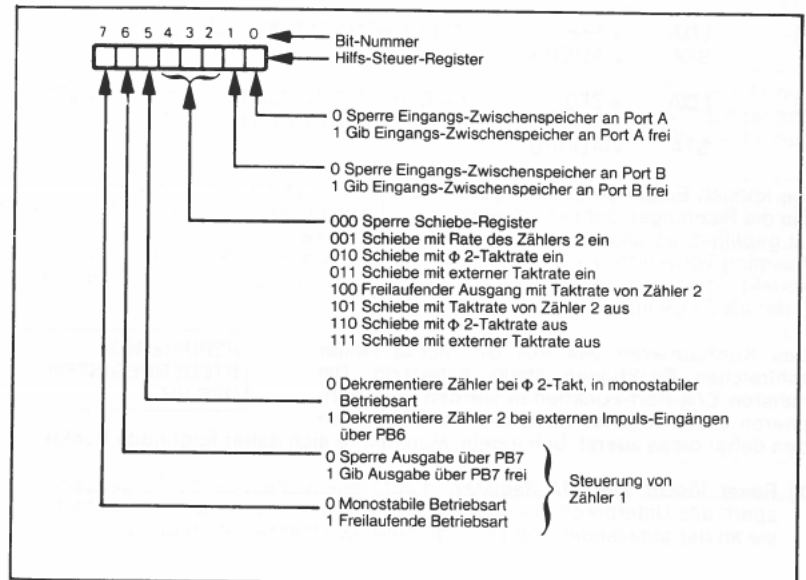 7 6 5 4 3 2 1 0
Bit-Nummer
Hilfs-Steuer-Register
0 Sperre Eingangs-Zwischenspeicher an Port A
1 Gib Eingangs-Zwischenspeicher an Port A frei
0 Sperre Eingangs-Zwischenspeicher an Port B
1 Gib Eingangs-Zwischenspeicher an Port B frei
000 Sperre Schiebe-Register
001 Schiebe mit Rate des Zählers 2 ein
010 Schiebe mit Φ 2-Taktrate ein
011 Schiebe mit externer Taktrate ein
100 Freilaufender Ausgang mit Taktrate von Zähler 2
101 Schiebe mit Taktrate von Zähler 2 aus
110 Schiebe mit Φ 2-Taktrate aus
111 Schiebe mit externer Taktrate aus
0 Dekrementiere Zähler bei Φ 2-Takt, in monostabiler
Betriebsart
1 Dekrementiere Zähler 2 bei externen Impuls-Eingängen
über PB6
0 Sperre Ausgabe über PB7
1 Gib Ausgabe über PB7 frei
0 Monostabile Betriebsart
1 Freilaufende Betriebsart
Steuerung von
Zähler 1